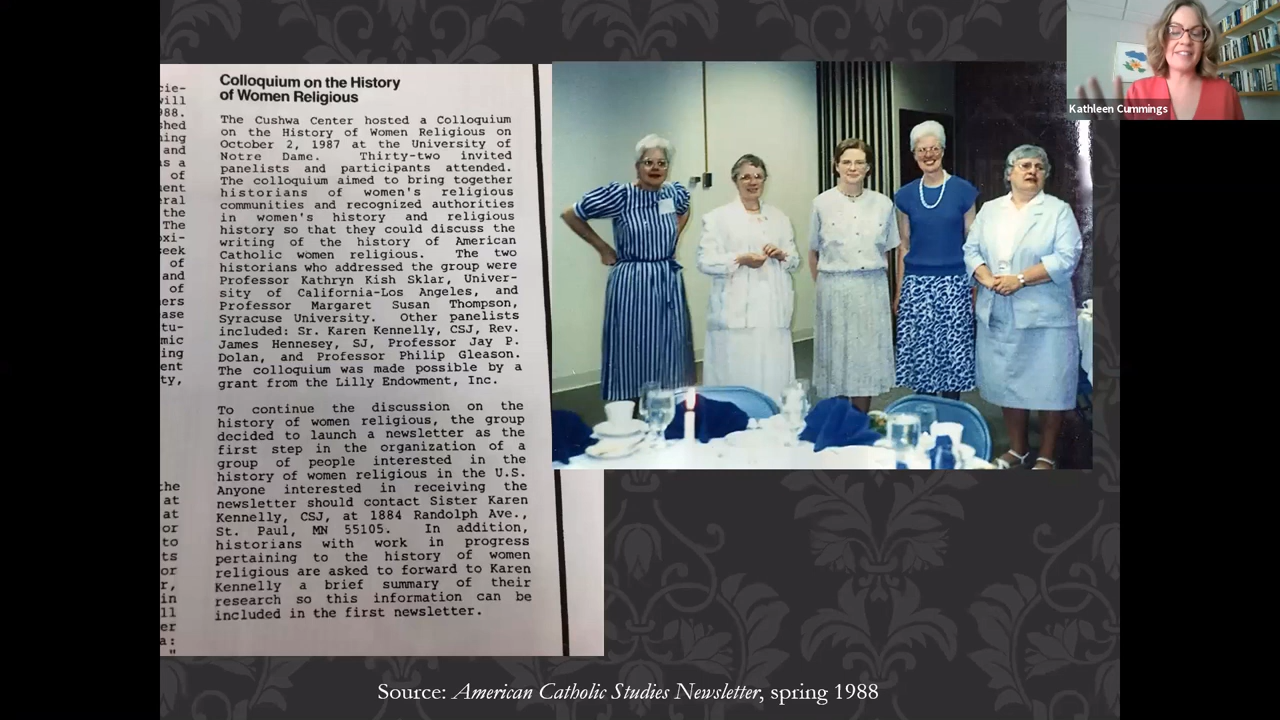 Colloquium on the History
of Women Religious
The Cushwa Center hosted a Colloquium
on the History of Women Religious on
October 2, 1987 at the University of
Notre Dame. Thirty-two invited
panelists and participants attended.
The colloquium aimed to bring together
historians of women's religious
communities and recognized authorities
in women's history and religious
history so that they could discuss the
writing of the history of American
Catholic women religious. The two
historians who addressed the group were
Professor Kathryn Kish Sklar, Univer-
sity of California-Los Angeles, and
Professor Margaret Susan Thompson,
Syracuse University. Other panelists
included: Sr. Karen Kennelly, CSJ, Rev.
James Hennesey, SJ, Professor Jay P.
Dolan, and Professor Philip Gleason.
The colloquium was made possible by a
grant from the Lilly Endowment, Inc.
To continue the discussion on the
history of women religious, the group
decided to launch a newsletter as the
first step in the organization of a
group of people interested in the
history of women religious in the U.S.
Anyone interested in receiving the
newsletter should contact Sister Karen
Kennelly, CSJ, at 1884 Randolph Ave.,
St. Paul, MN 55105. In addition,
historians with work in progress
pertaining to the history of women
religious are asked to forward to Karen
Kennelly a brief summary of their
research so this information can be
included in the first newsletter.
Kathleen Cummings
Source: American Catholic Studies Newsletter, spring 1988